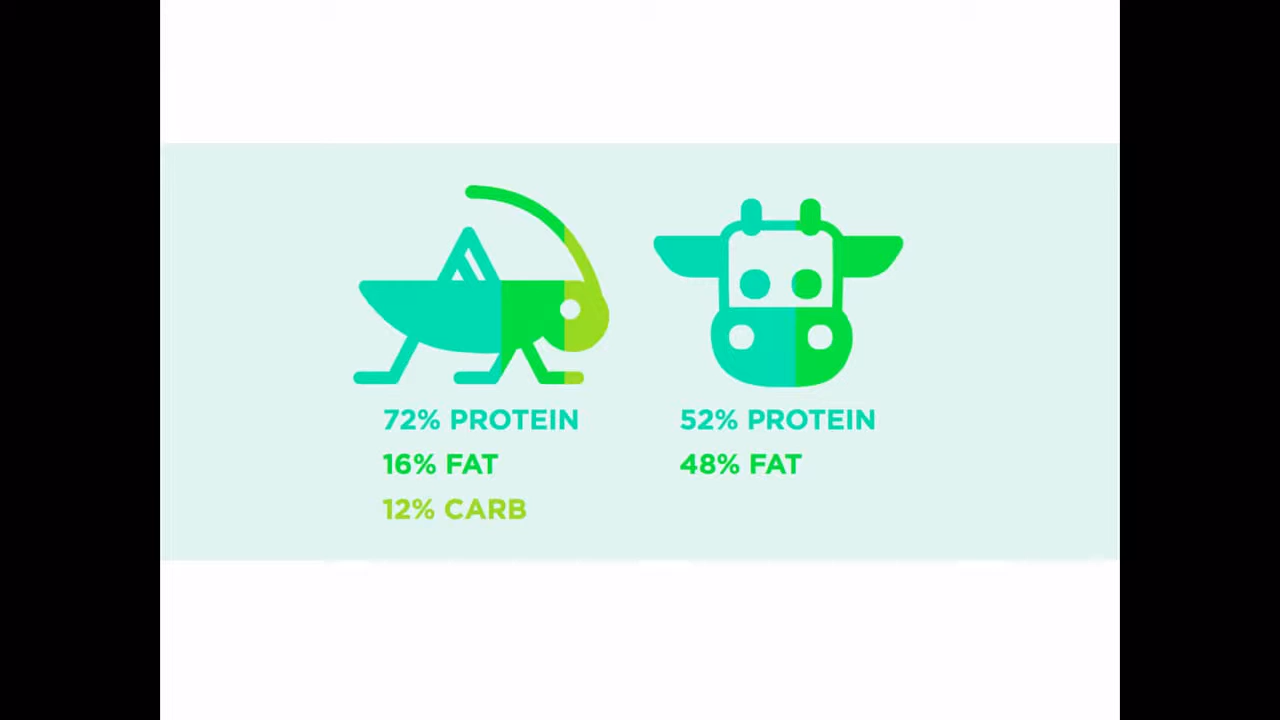 72% PROTEIN
16% FAT
12% CARB
52% PROTEIN
48% FAT